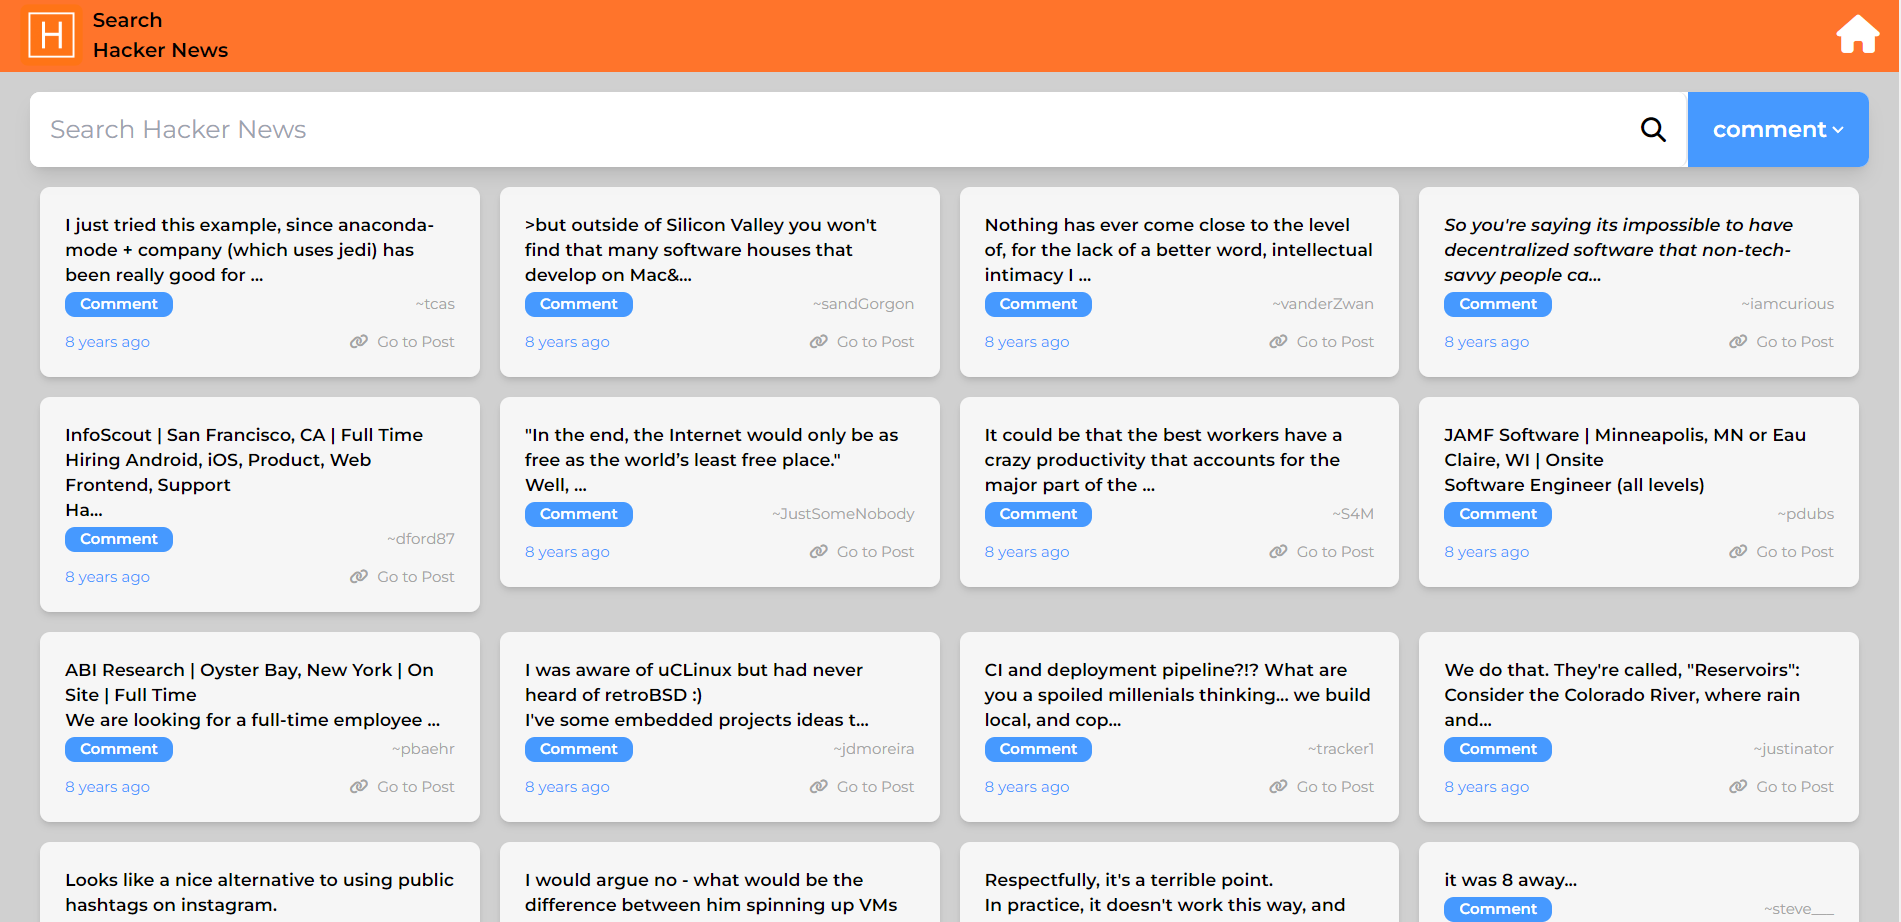 H
Search
Hacker News
Search Hacker News
comment
I just tried this example, since anaconda-
mode + company (which uses jedi) has
been really good for ...
Comment
~tcas
8 years ago
Go to Post
>but outside of Silicon Valley you won't
find that many software houses that
develop on Mac&...
Comment
~sandGorgon
8 years ago
Go to Post
Nothing has ever come close to the level
of, for the lack of a better word, intellectual
intimacy I ...
Comment
~vanderZwan
8 years ago
Go to Post
So you're saying its impossible to have
decentralized software that non-tech-
savvy people ca...
Comment
~iamcurious
8 years ago
Go to Post
InfoScout | San Francisco, CA | Full Time
Hiring Android, iOS, Product, Web
Frontend, Support
Ha...
Comment
~dford87
8 years ago
Go to Post
"In the end, the Internet would only be as
free as the world’s least free place."
Well, ...
Comment
~JustSomeNobody
8 years ago
Go to Post
It could be that the best workers have a
crazy productivity that accounts for the
major part of the ...
Comment
~S4M
8 years ago
Go to Post
JAMF Software | Minneapolis, MN or Eau
Claire, WI | Onsite
Software Engineer (all levels)
Comment
~pdubs
8 years ago
Go to Post
ABI Research | Oyster Bay, New York | On
Site | Full Time
We are looking for a full-time employee ...
Comment
~pbaehr
8 years ago
Go to Post
I was aware of uCLinux but had never
heard of retroBSD :)
I've some embedded projects ideas t...
Comment
~jdmoreira
8 years ago
Go to Post
CI and deployment pipeline?!? What are
you a spoiled millenials thinking... we build
local, and cop...
Comment
~tracker1
8 years ago
Go to Post
We do that. They're called, "Reservoirs":
Consider the Colorado River, where rain
and...
Comment
~justinator
8 years ago
Go to Post
Looks like a nice alternative to using public
hashtags on instagram.
I would argue no - what would be the
difference between him spinning up VMs
Respectfully, it's a terrible point.
In practice, it doesn't work this way, and
it was 8 away...
Comment
~steve___